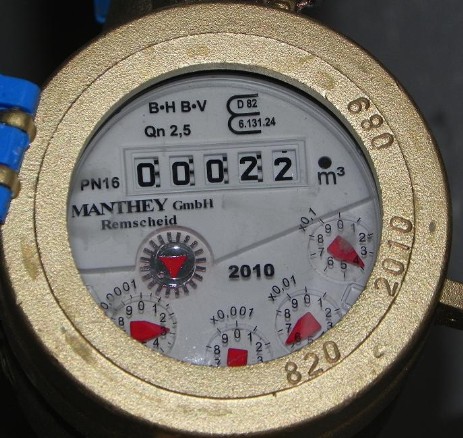 B•H B•V
D 82
6.131.24
Qn 2,5
PN16
00022
m³
MANTHEY GmbH
Remscheid
2010
x0,1
x0,01
x0,001
0001
680
2010
820